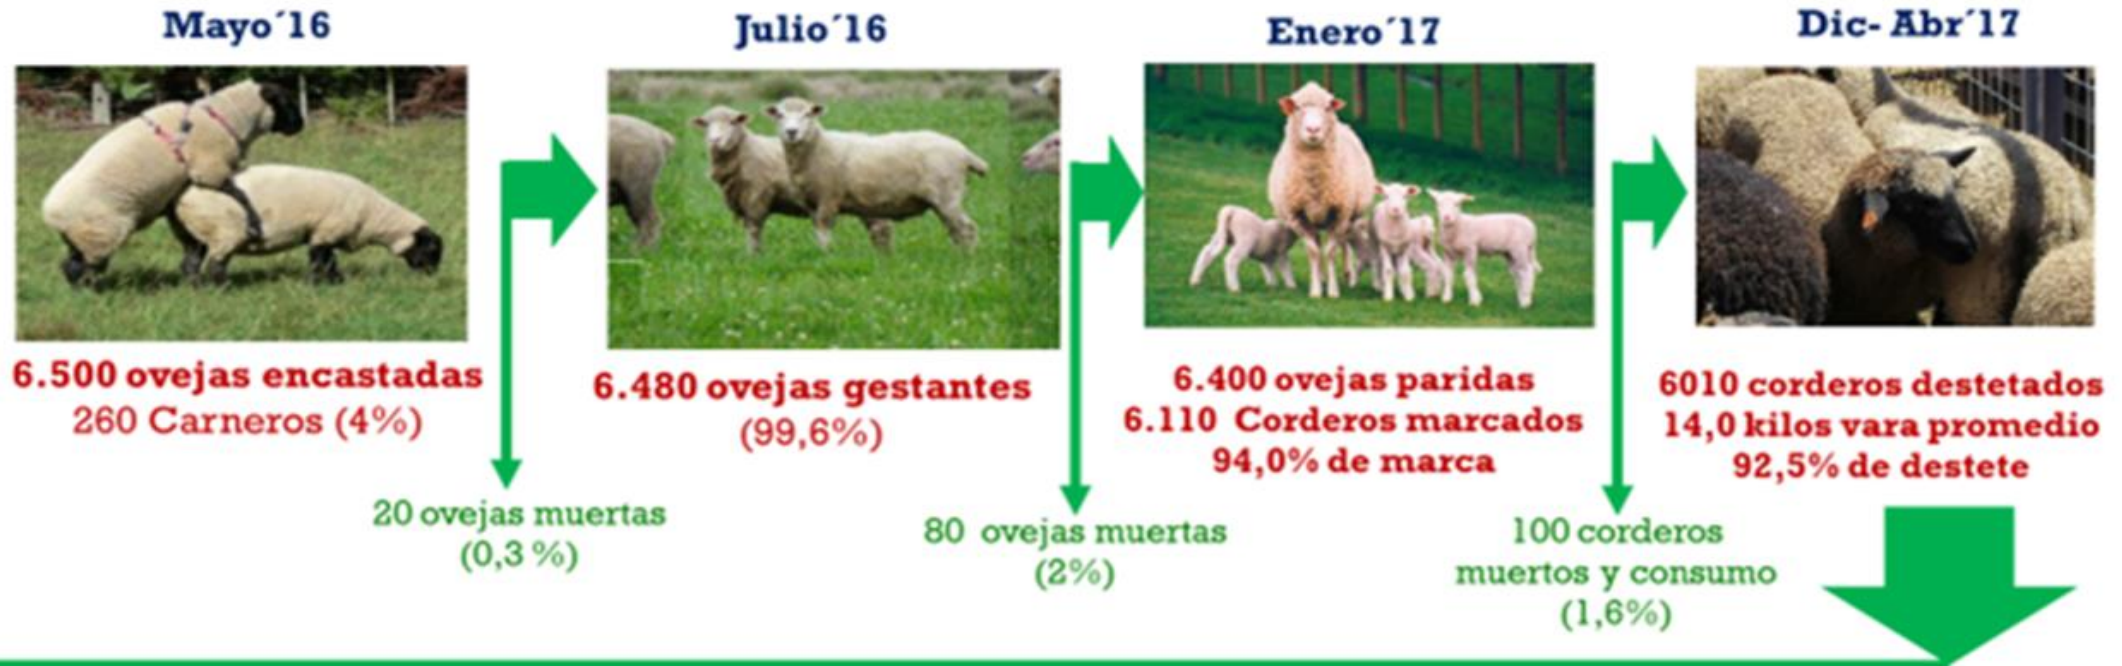 Mayo´16
6.500 ovejas encastadas
260 Carneros (4%)
20 ovejas muertas
(0,3 %)
Julio´16
6.480 ovejas gestantes
(99,6%)
80 ovejas muertas
(2%)
Enero´17
6.400 ovejas paridas
6.110 Corderos marcados
94,0% de marca
100 corderos
muertos y consumo
(1,6%)
Dic- Abr´17
6010 corderos destetados
14,0 kilos vara promedio
92,5% de destete